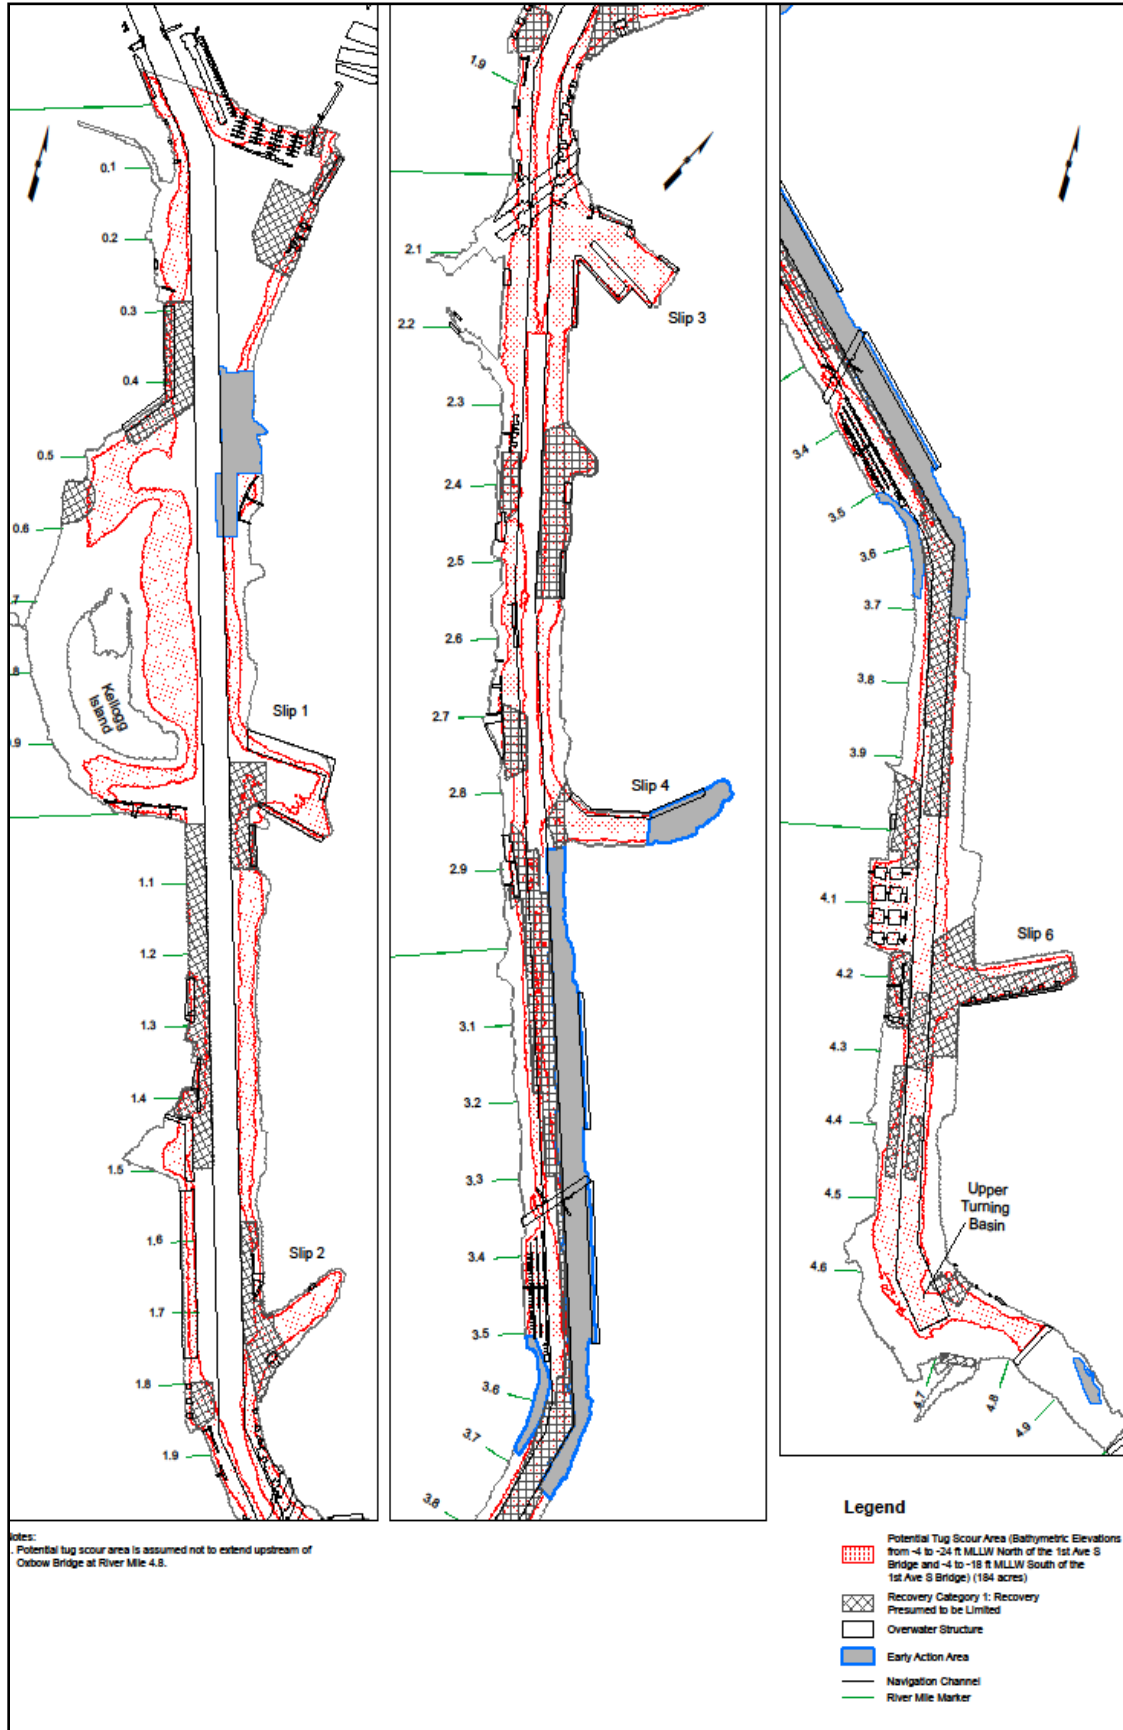 0.1
0.2
0.3
0.4
0.5
0.6
.7
.8
.9
Kellogg
Island
Slip 1
1.1
1.2
1.3
1.4
1.5
1.6
Slip 2
1.7
1.8
1.9
1.9
2.1
2.2
Slip 3
2.3
2.4
2.5
2.6
2.7
2.8
Slip 4
2.9
3.1
3.2
3.3
3.4
3.5
3.6
3.7
3.8
3.4
3.5
3.6
3.7
3.8
3.9
4.1
Slip 6
4.2
4.3
4.4
4.5
Upper
Turning
Basin
4.6
4.7
4.8
4.9
Notes:
. Potential tug scour area is assumed not to extend upstream of
Oxbow Bridge at River Mile 4.8.
Legend
Potential Tug Scour Area (Bathymetric Elevations
from -4 to -24 ft MLLW North of the 1st Ave S
Bridge and -4 to -18 ft MLLW South of the
1st Ave S Bridge) (184 acres)
Recovery Category 1: Recovery
Presumed to be Limited
Overwater Structure
Early Action Area
Navigation Channel
River Mile Marker